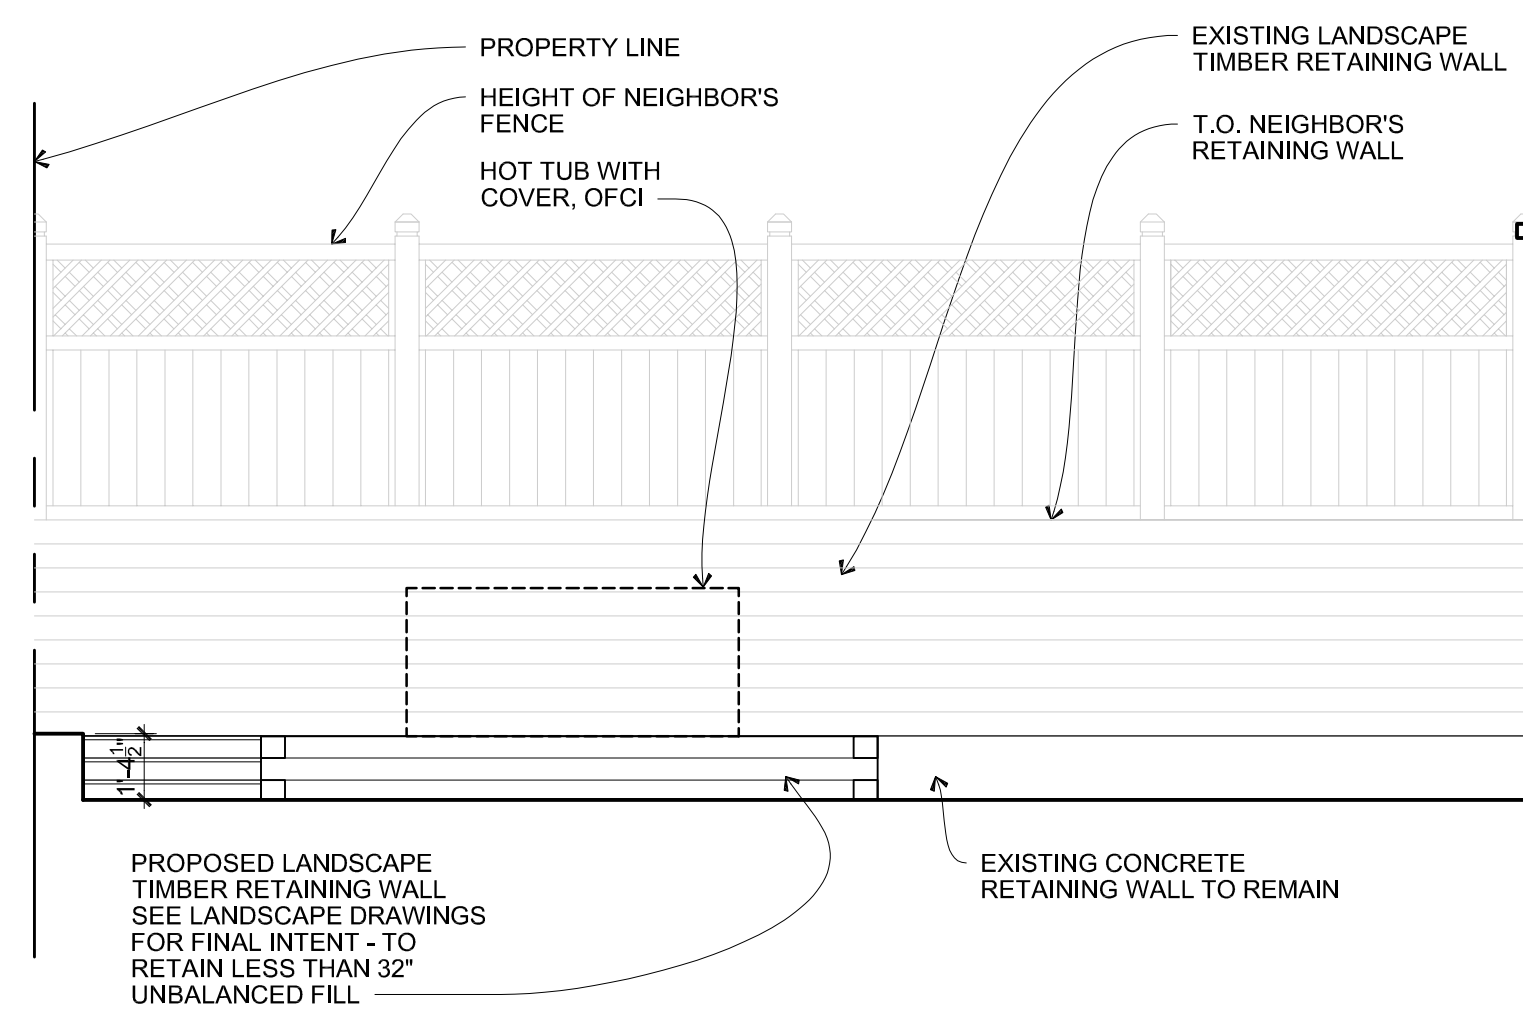 PROPERTY LINE
HEIGHT OF NEIGHBOR'S
FENCE
HOT TUB WITH
COVER, OFCI
EXISTING LANDSCAPE
TIMBER RETAINING WALL
T.O. NEIGHBOR'S
RETAINING WALL
1'-4 1/2"
PROPOSED LANDSCAPE
TIMBER RETAINING WALL
SEE LANDSCAPE DRAWINGS
FOR FINAL INTENT - TO
RETAIN LESS THAN 32"
UNBALANCED FILL
EXISTING CONCRETE
RETAINING WALL TO REMAIN